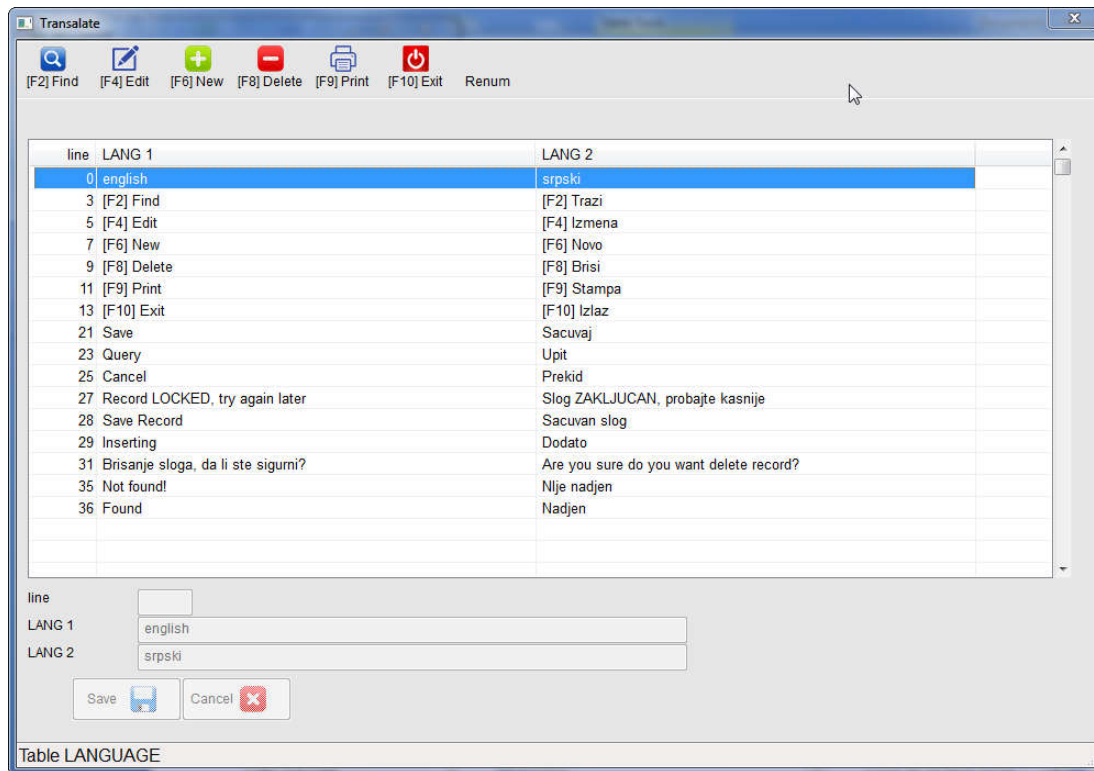 Transalate
[F2] Find [F4] Edit [F6] New [F8] Delete [F9] Print [F10] Exit Renum
line LANG 1 LANG 2
0 english srpski
3 [F2] Find [F2] Trazi
5 [F4] Edit [F4] Izmena
7 [F6] New [F6] Novo
9 [F8] Delete [F8] Brisi
11 [F9] Print [F9] Stampa
13 [F10] Exit [F10] Izlaz
21 Save Sacuvaj
23 Query Upit
25 Cancel Prekid
27 Record LOCKED, try again later Slog ZAKLJUCAN, probajte kasnije
28 Save Record Sacuvan slog
29 Inserting Dodato
31 Brisanje sloga, da li ste sigurni? Are you sure do you want delete record?
35 Not found! NIje nadjen
36 Found Nadjen
line
LANG 1 english
LANG 2 srpski
Save Cancel
Table LANGUAGE